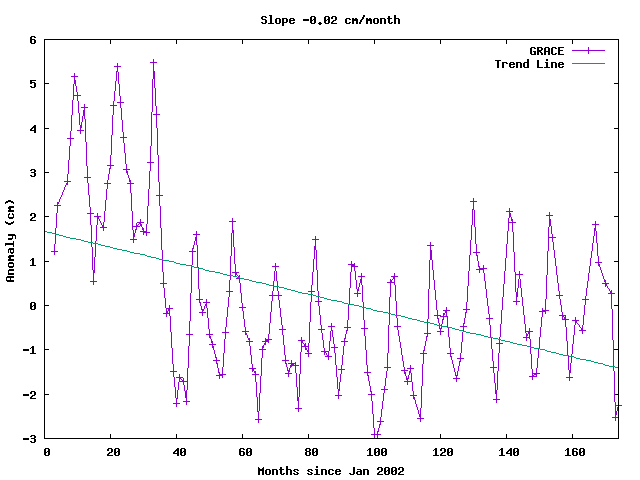 Slope -0.02 cm/month
GRACE
Trend Line
6
5
4
3
2
1
0
-1
-2
-3
Anomaly (cm)
0 20 40 60 80 100 120 140 160
Months since Jan 2002